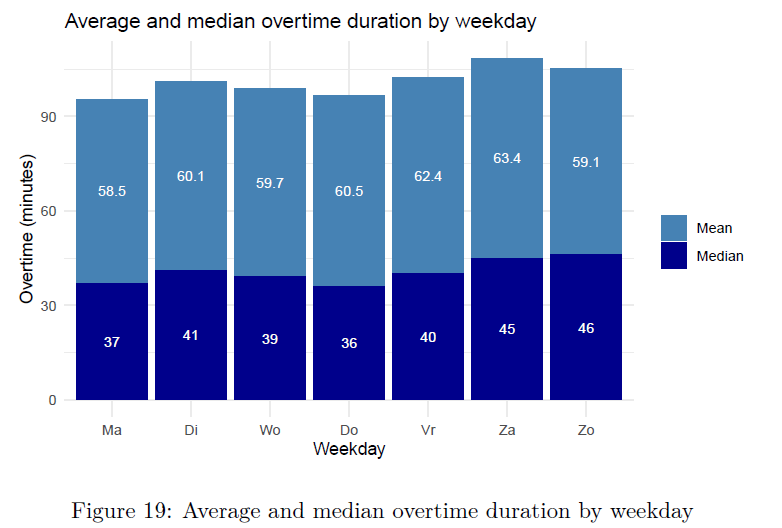 Average and median overtime duration by weekday
Overtime (minutes)
90
60
30
0
58.5
60.1
59.7
60.5
62.4
63.4
59.1
37
41
39
36
40
45
46
Ma
Di
Wo
Do
Vr
Za
Zo
Weekday
Mean
Median
Figure 19: Average and median overtime duration by weekday